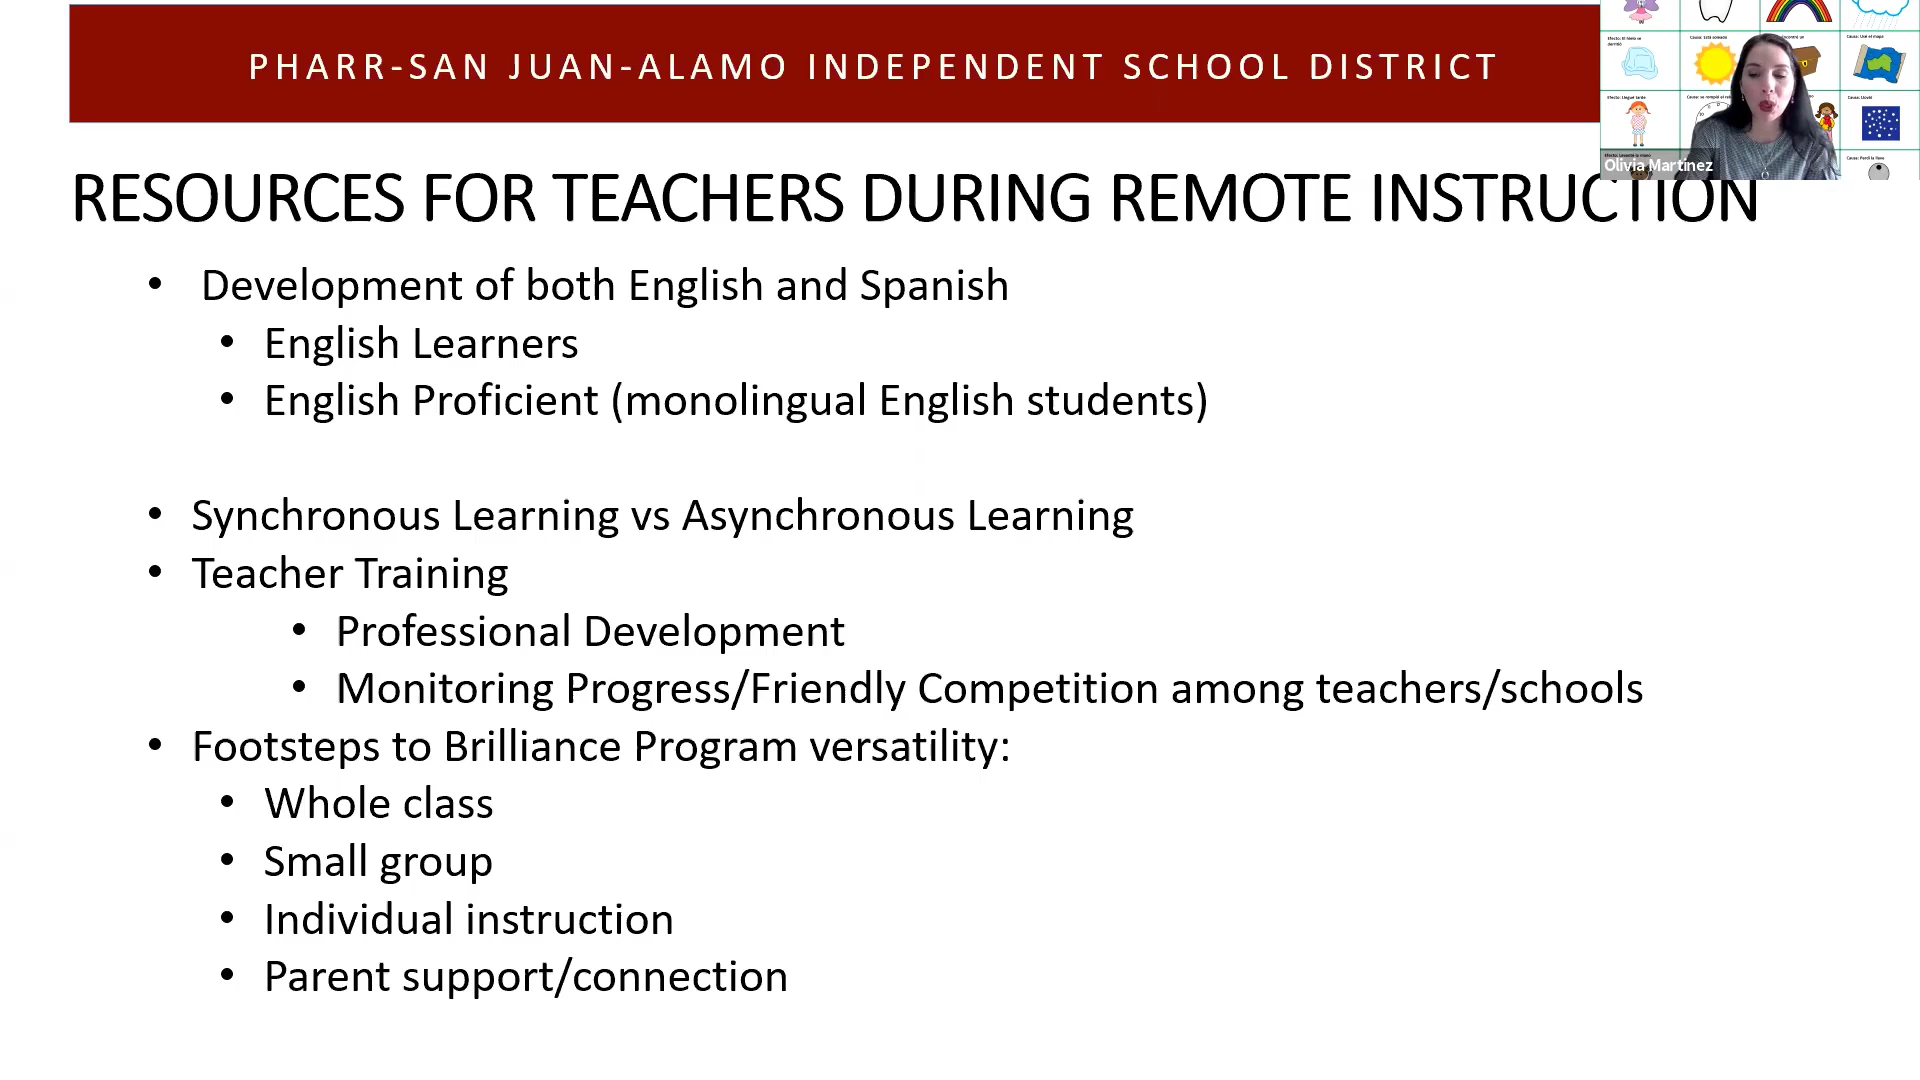 PHARR-SAN JUAN-ALAMO INDEPENDENT SCHOOL DISTRICT
Olivia Martinez
RESOURCES FOR TEACHERS DURING REMOTE INSTRUCTION
• Development of both English and Spanish
• English Learners
• English Proficient (monolingual English students)
• Synchronous Learning vs Asynchronous Learning
• Teacher Training
• Professional Development
• Monitoring Progress/Friendly Competition among teachers/schools
• Footsteps to Brilliance Program versatility:
• Whole class
• Small group
• Individual instruction
• Parent support/connection